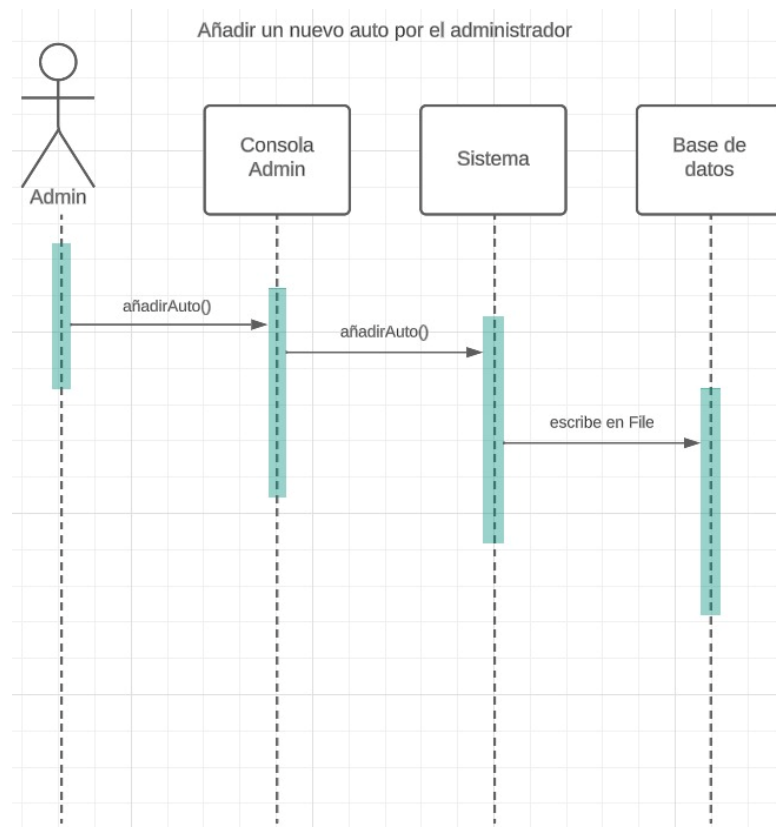 Añadir un nuevo auto por el administrador
Admin
Consola
Admin
Sistema
Base de
datos
añadirAuto()
añadirAuto()
escribe en File